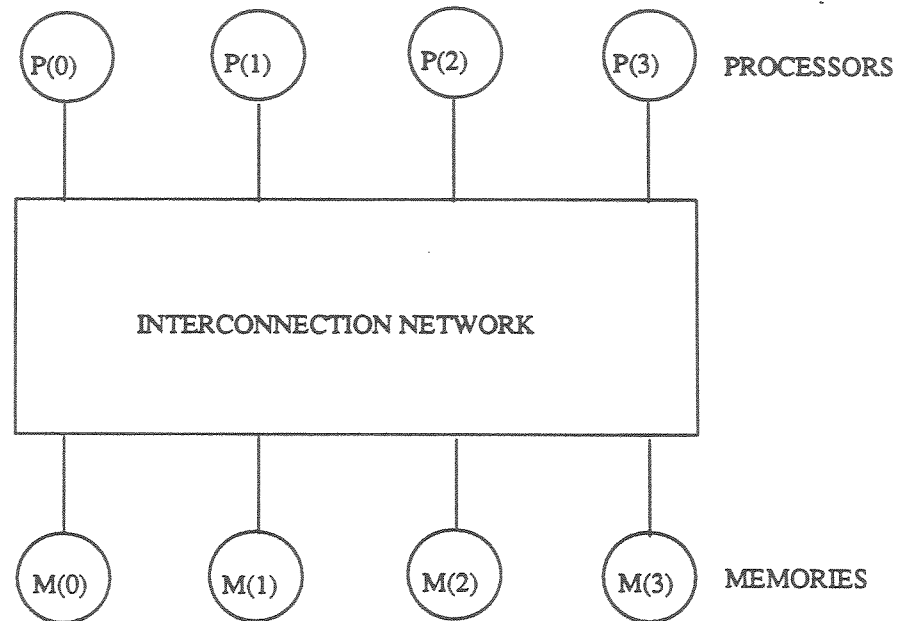 P(0) P(1) P(2) P(3) PROCESSORS
INTERCONNECTION NETWORK
M(0) M(1) M(2) M(3) MEMORIES